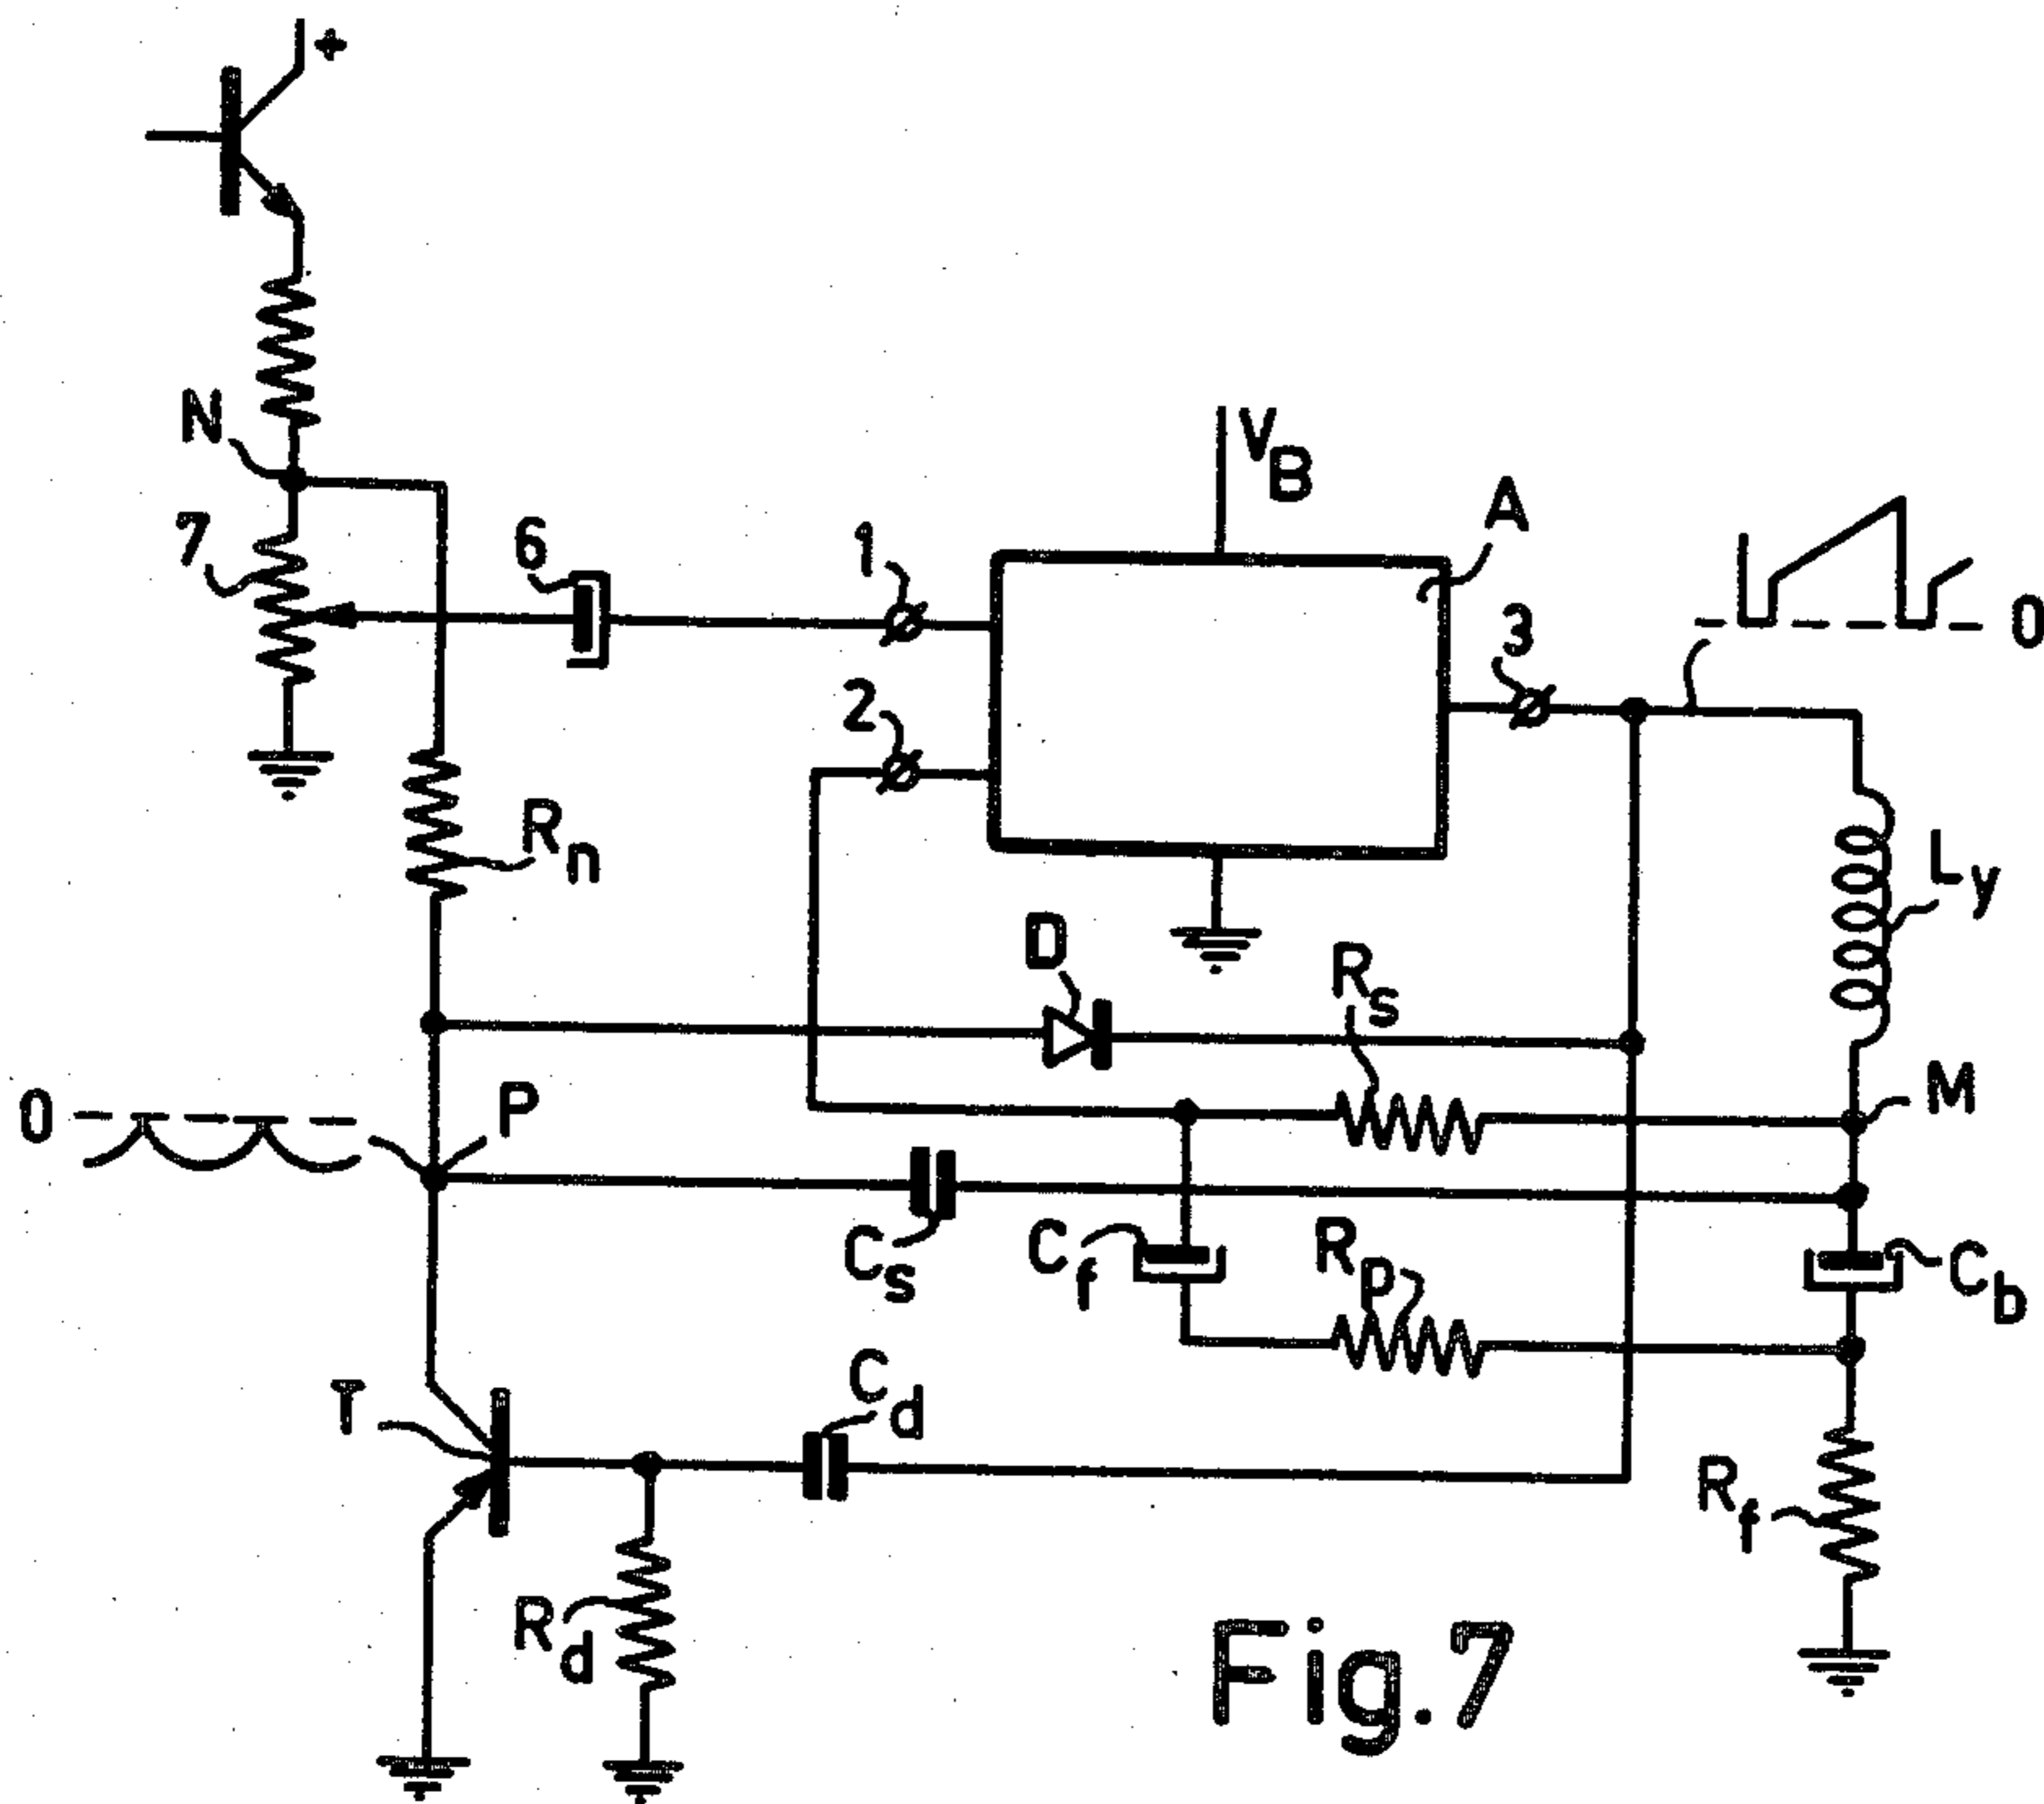 +
N
V_B
A
7
6
1
3
0
2
R_n
L_y
D
R_s
M
0
P
C_s
C_f
R_p
C_b
T
C_d
R_f
R_d
Fig.7